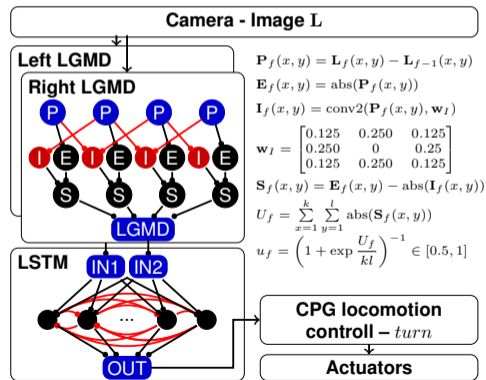 Camera - Image L
Left LGMD
Right LGMD
P P P P
I E I E I E I E
S S S S
LGMD
LSTM
IN1 IN2
...
OUT
P_f(x, y) = L_f(x, y) − L_{f−1}(x, y)
E_f(x, y) = abs(P_f(x, y))
I_f(x, y) = conv2(P_f(x, y), w_I)
w_I = [0.125 0.250 0.125
0.250 0 0.25
0.125 0.250 0.125]
S_f(x, y) = E_f(x, y) − abs(I_f(x, y))
U_f = ∑_{x=1}^{k} ∑_{y=1}^{l} abs(S_f(x, y))
u_f = (1 + exp U_f/kl)^{−1} ∈ [0.5, 1]
CPG locomotion
controll – turn
Actuators